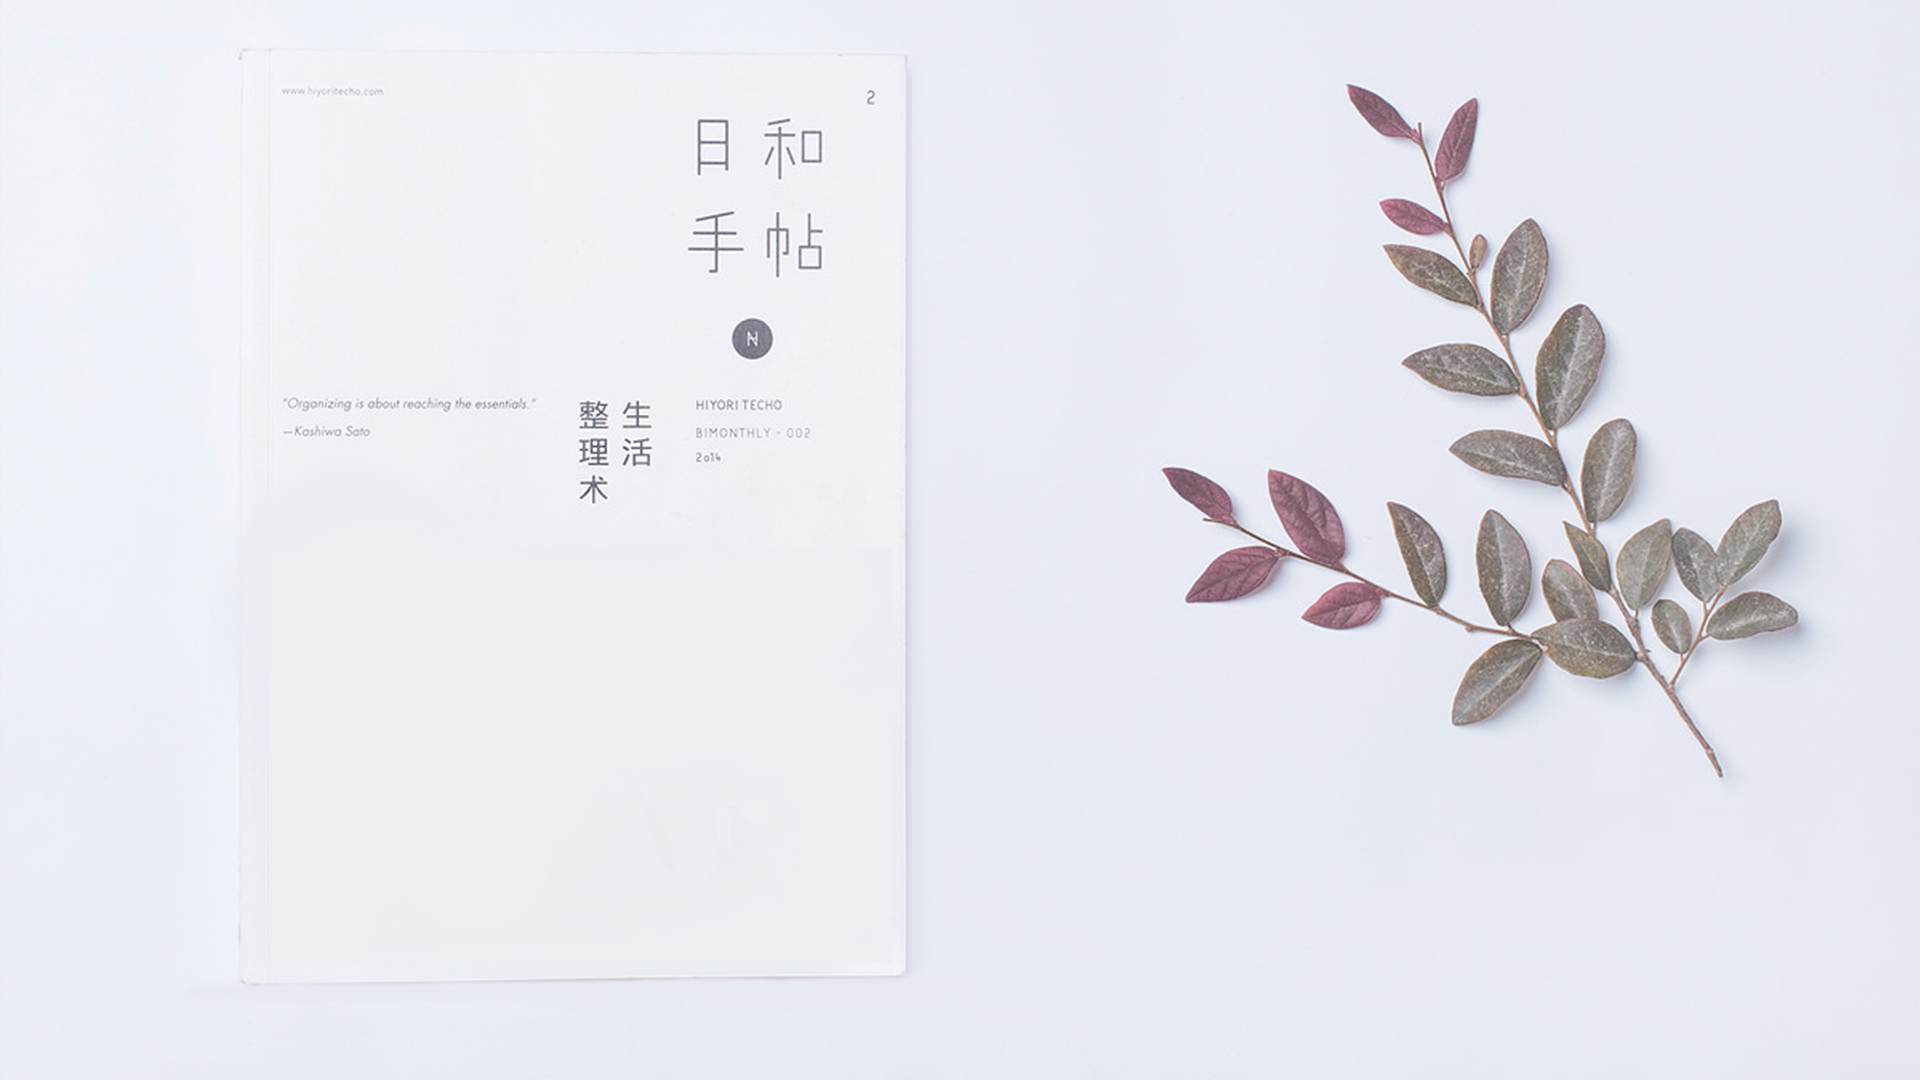 www.hiyoritecho.com
2
日和
手帖
N
"Organizing is about reaching the essentials."
—Kashiwa Sato
生活
整理术
HIYORI TECHO
BIMONTHLY - 002
2014